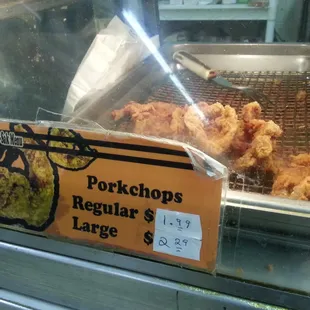 Porkchops
Regular $ 1.99
Large $ 2.29